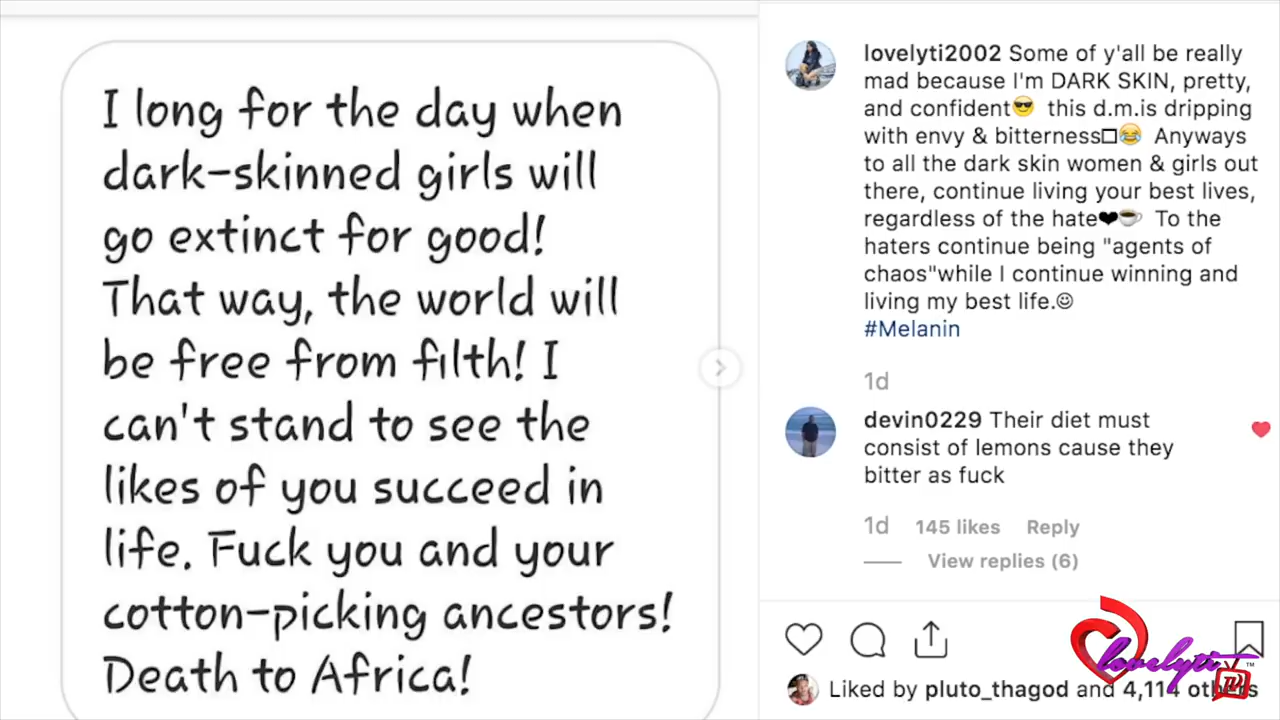 I long for the day when
dark-skinned girls will
go extinct for good!
That way, the world will
be free from filth! I
can't stand to see the
likes of you succeed in
life. Fuck you and your
cotton-picking ancestors!
Death to Africa!
lovelyti2002 Some of y'all be really
mad because I'm DARK SKIN, pretty,
and confident😎 this d.m.is dripping
with envy & bitterness□😂 Anyways
to all the dark skin women & girls out
there, continue living your best lives,
regardless of the hate❤☕ To the
haters continue being "agents of
chaos"while I continue winning and
living my best life.☺
#Melanin
1d
devin0229 Their diet must
consist of lemons cause they
bitter as fuck
1d 145 likes Reply
View replies (6)
Liked by pluto_thagod and 4,114 others
Lovelyti TV™